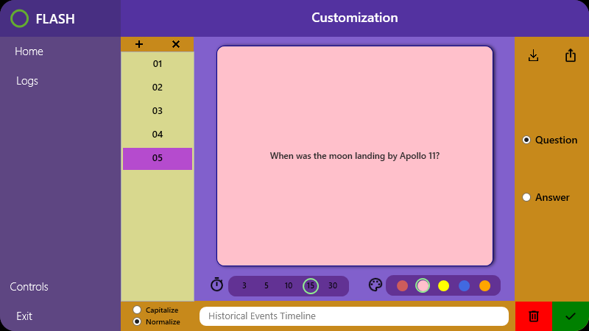 FLASH
Customization
Home
Logs
+ ×
01
02
03
04
05
When was the moon landing by Apollo 11?
Question
Answer
3 5 10 15 30
Controls
Exit
Capitalize
Normalize
Historical Events Timeline